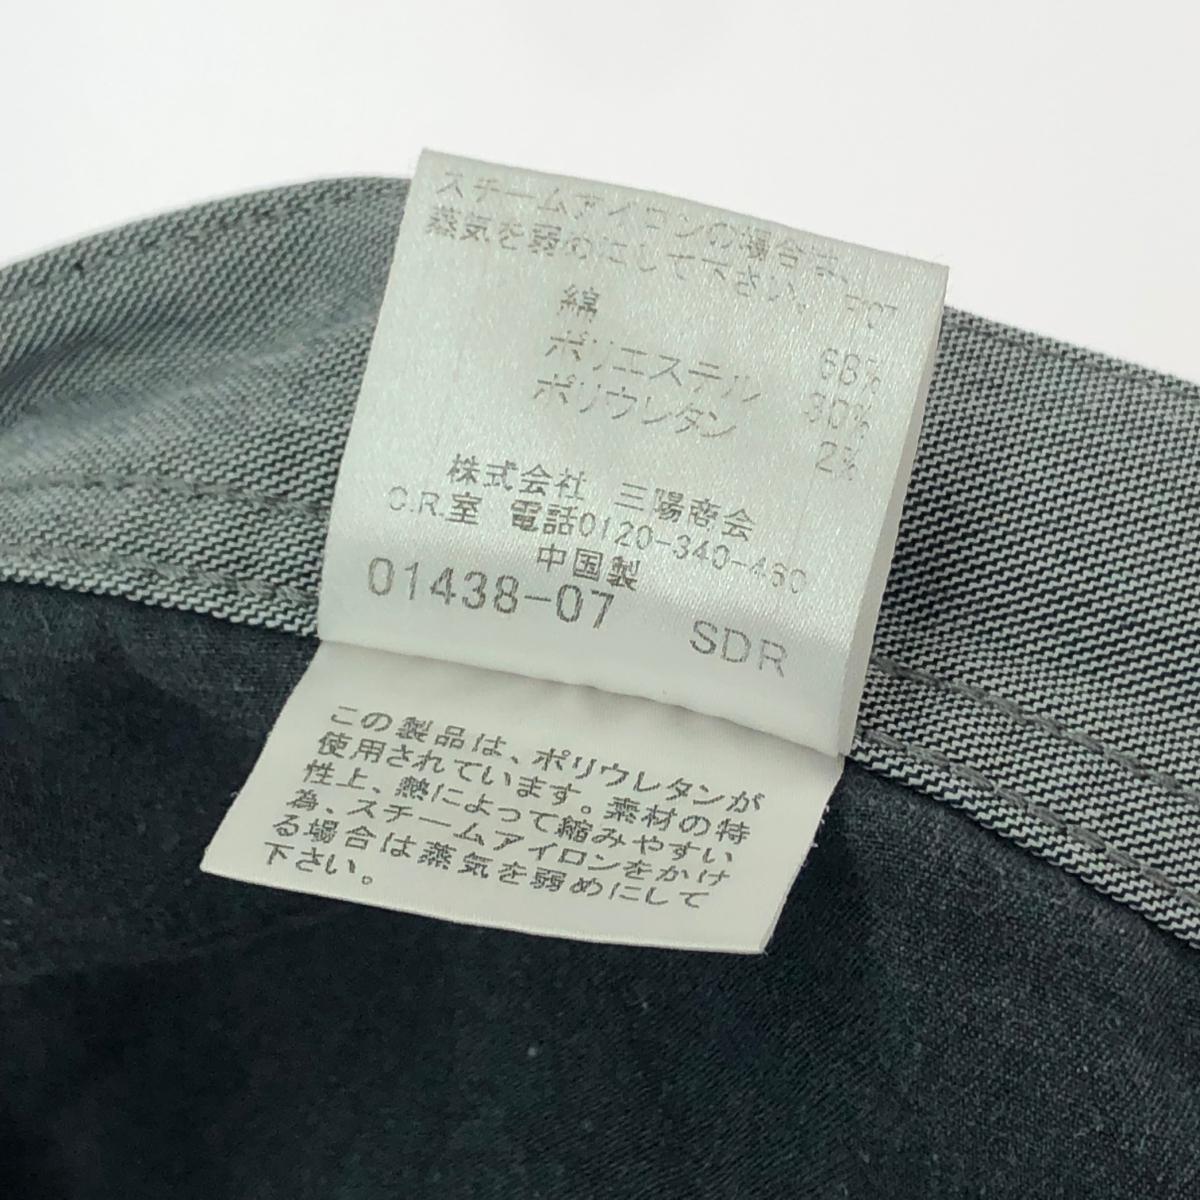 スチームアイロンの場合は、
蒸気を弱めにして下さい。
綿 68%
ポリエステル 30%
ポリウレタン 2%
株式会社 三陽商会
C.R.室 電話0120-340-460
中国製
01438-07 SDR
この製品は、ポリウレタンが
使用されています。素材の特
性上、熱によって縮みやすい
為、スチームアイロンをかけ
る場合は蒸気を弱めにして
下さい。